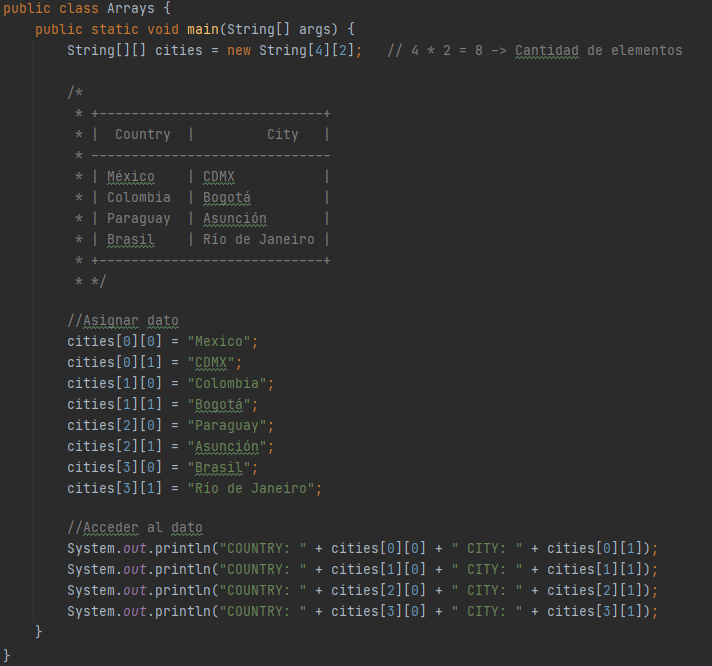 public class Arrays {
    public static void main(String[] args) {
        String[][] cities = new String[4][2];   // 4 * 2 = 8 -> Cantidad de elementos

        /*
         * +----------------------------+
         * |  Country  |         City   |
         * ------------------------------
         * | México    | CDMX           |
         * | Colombia  | Bogotá         |
         * | Paraguay  | Asunción       |
         * | Brasil    | Río de Janeiro |
         * +----------------------------+
         * */

        //Asignar dato
        cities[0][0] = "Mexico";
        cities[0][1] = "CDMX";
        cities[1][0] = "Colombia";
        cities[1][1] = "Bogotá";
        cities[2][0] = "Paraguay";
        cities[2][1] = "Asunción";
        cities[3][0] = "Brasil";
        cities[3][1] = "Río de Janeiro";

        //Acceder al dato
        System.out.println("COUNTRY: " + cities[0][0] + " CITY: " + cities[0][1]);
        System.out.println("COUNTRY: " + cities[1][0] + " CITY: " + cities[1][1]);
        System.out.println("COUNTRY: " + cities[2][0] + " CITY: " + cities[2][1]);
        System.out.println("COUNTRY: " + cities[3][0] + " CITY: " + cities[3][1]);
    }
}